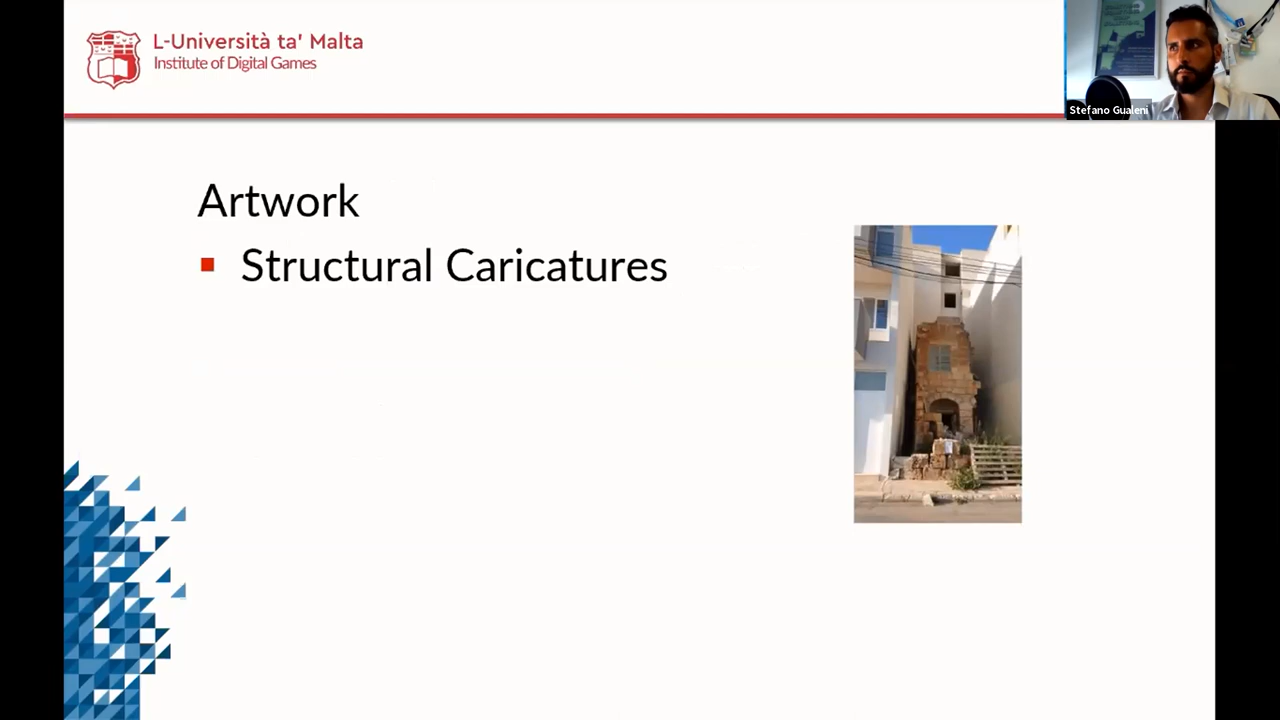 L-Università ta' Malta
Institute of Digital Games
Stefano Gualeni
Artwork
Structural Caricatures